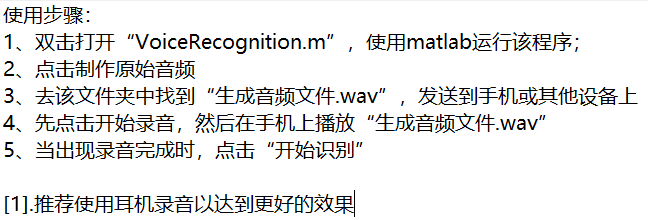 使用步骤：
1、双击打开“VoiceRecognition.m”，使用matlab运行该程序；
2、点击制作原始音频
3、去该文件夹中找到“生成音频文件.wav”，发送到手机或其他设备上
4、先点击开始录音，然后在手机上播放“生成音频文件.wav”
5、当出现录音完成时，点击“开始识别”
[1].推荐使用耳机录音以达到更好的效果